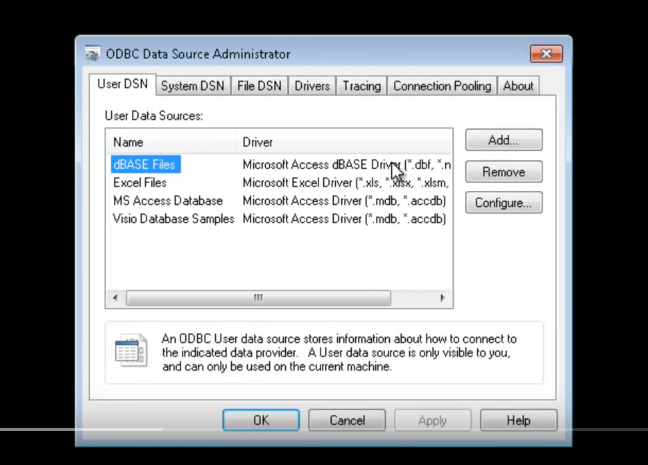 ODBC Data Source Administrator
User DSN System DSN File DSN Drivers Tracing Connection Pooling About
User Data Sources:
Name Driver
dBASE Files Microsoft Access dBASE Driver (*.dbf, *.n
Excel Files Microsoft Excel Driver (*.xls, *.xlsx, *.xlsm,
MS Access Database Microsoft Access Driver (*.mdb, *.accdb)
Visio Database Samples Microsoft Access Driver (*.mdb, *.accdb)
Add...
Remove
Configure...
An ODBC User data source stores information about how to connect to
the indicated data provider. A User data source is only visible to you,
and can only be used on the current machine.
OK Cancel Apply Help